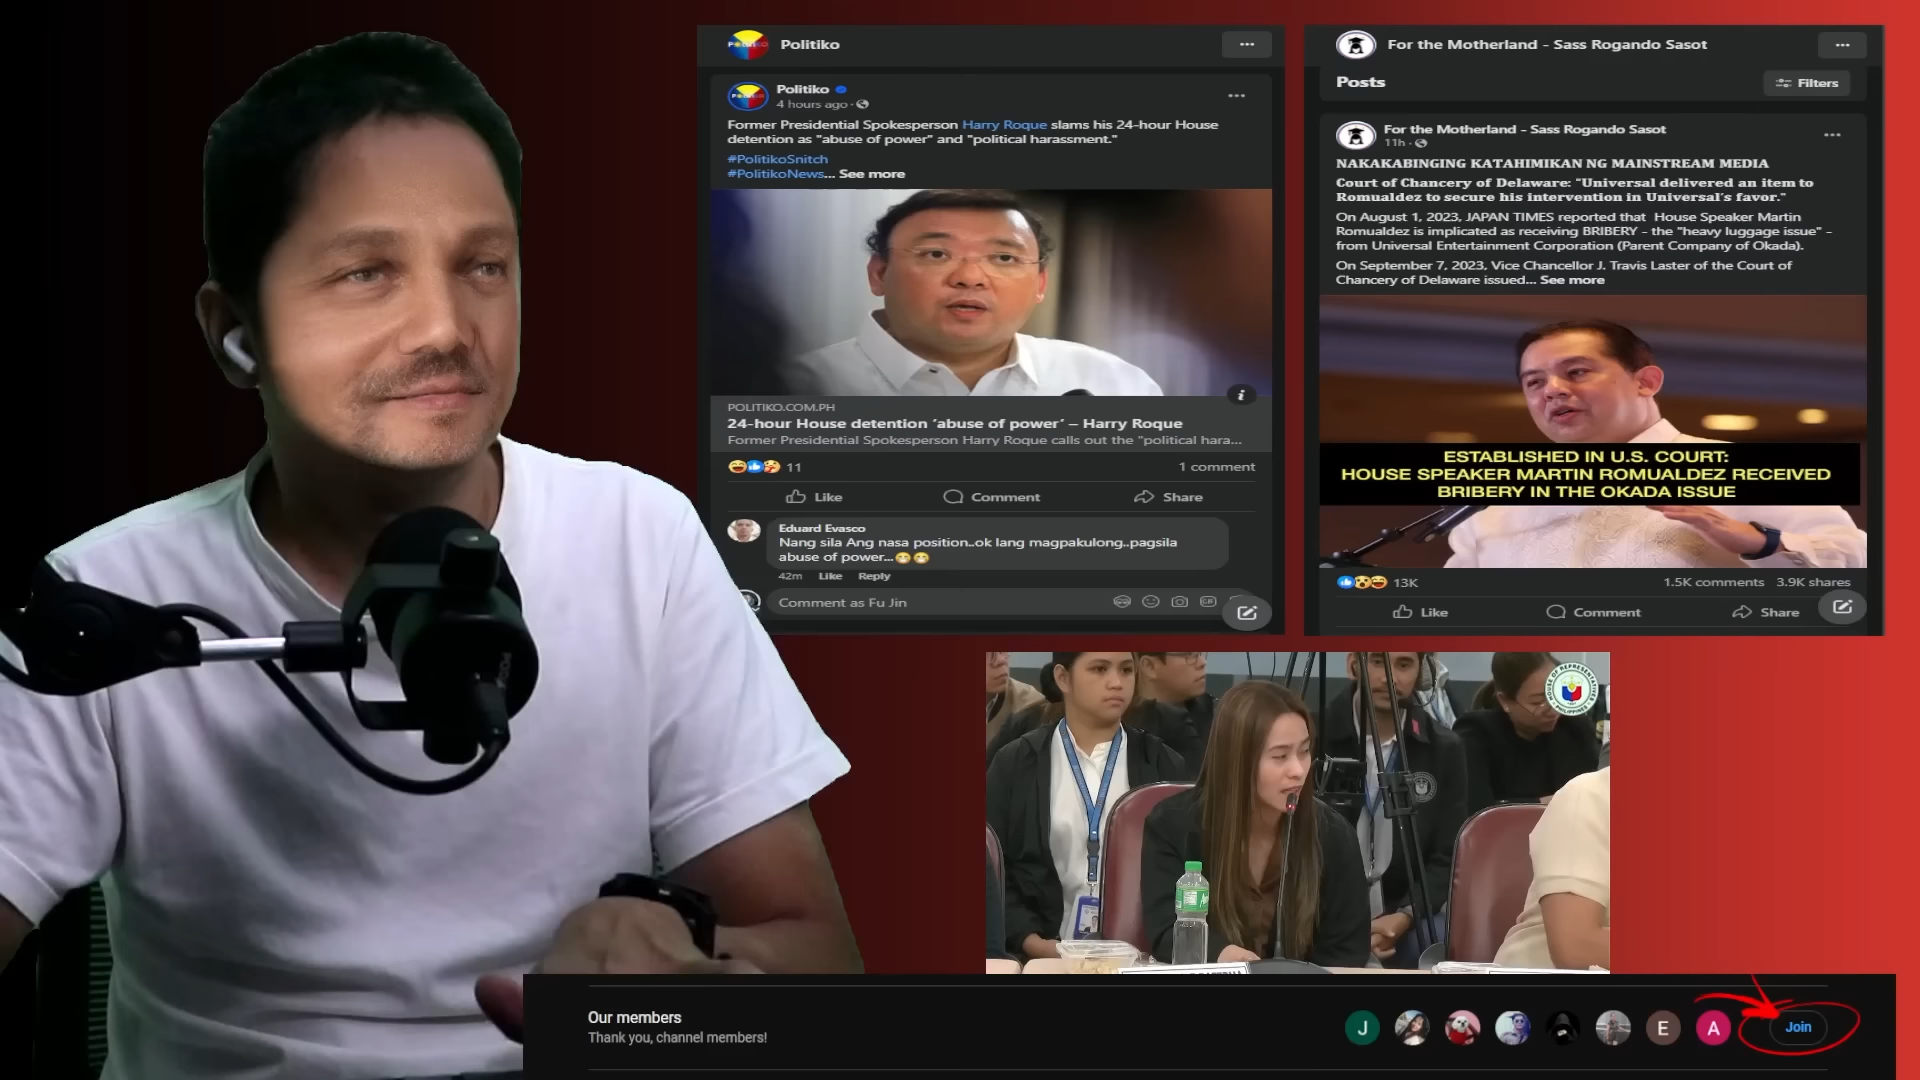 Politiko
Politiko
4 hours ago
Former Presidential Spokesperson Harry Roque slams his 24-hour House
detention as "abuse of power" and "political harassment."
#PolitikoSnitch
#PolitikoNews... See more
POLITIKO.COM.PH
24-hour House detention 'abuse of power' – Harry Roque
Former Presidential Spokesperson Harry Roque calls out the "political hara...
11
1 comment
Like
Comment
Share
Eduard Evasco
Nang sila Ang nasa position..ok lang magpakulong..pagsila
abuse of power...
42m Like Reply
Comment as Fu Jin
For the Motherland - Sass Rogando Sasot
Posts
Filters
For the Motherland - Sass Rogando Sasot
11h
NAKAKABINGING KATAHIMIKAN NG MAINSTREAM MEDIA
Court of Chancery of Delaware: "Universal delivered an item to
Romualdez to secure his intervention in Universal's favor."
On August 1, 2023, JAPAN TIMES reported that House Speaker Martin
Romualdez is implicated as receiving BRIBERY - the "heavy luggage issue" -
from Universal Entertainment Corporation (Parent Company of Okada).
On September 7, 2023, Vice Chancellor J. Travis Laster of the Court of
Chancery of Delaware issued... See more
ESTABLISHED IN U.S. COURT:
HOUSE SPEAKER MARTIN ROMUALDEZ RECEIVED
BRIBERY IN THE OKADA ISSUE
13K
1.5K comments 3.9K shares
Like
Comment
Share
HOUSE OF REPRESENTATIVES
PHILIPPINES
Our members
Thank you, channel members!
J
E
A
Join